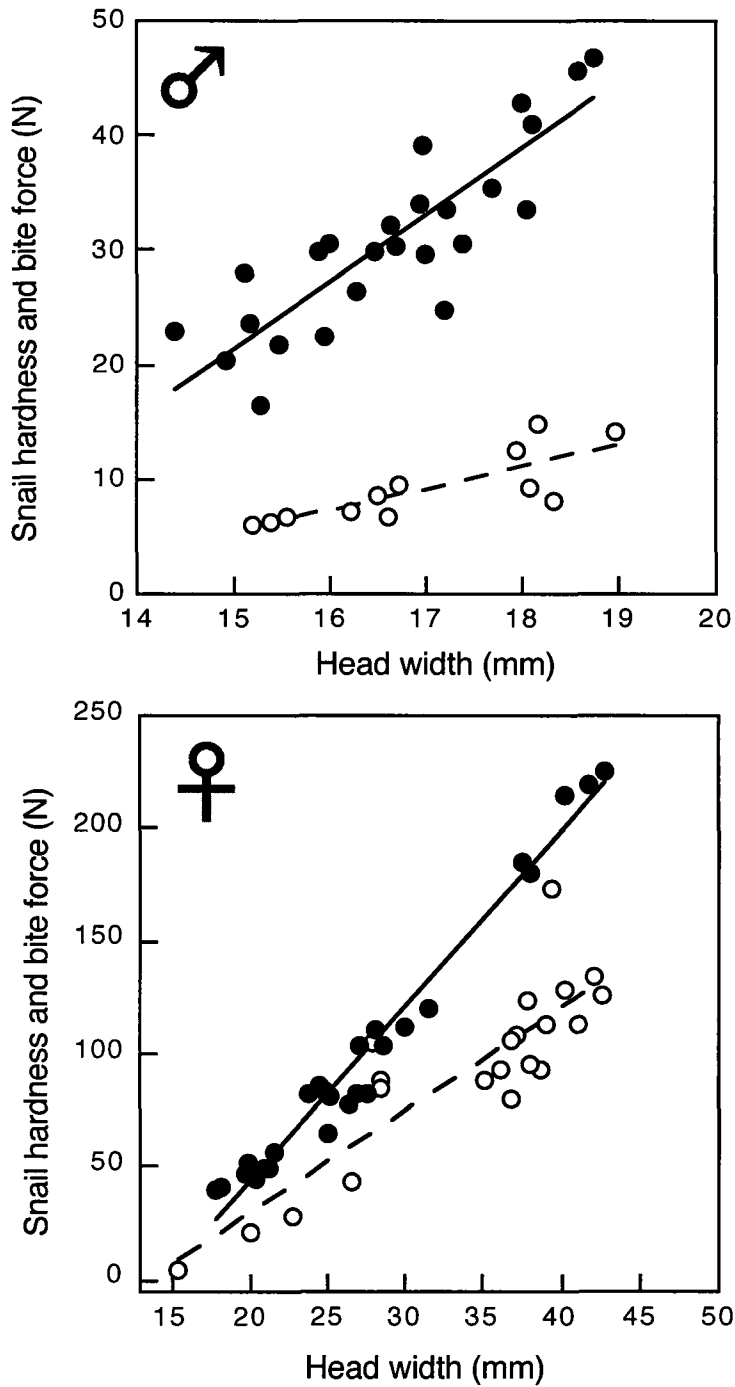 50
40
30
20
10
0
Snail hardness and bite force (N)
14 15 16 17 18 19 20
Head width (mm)
250
200
150
100
50
0
Snail hardness and bite force (N)
15 20 25 30 35 40 45 50
Head width (mm)